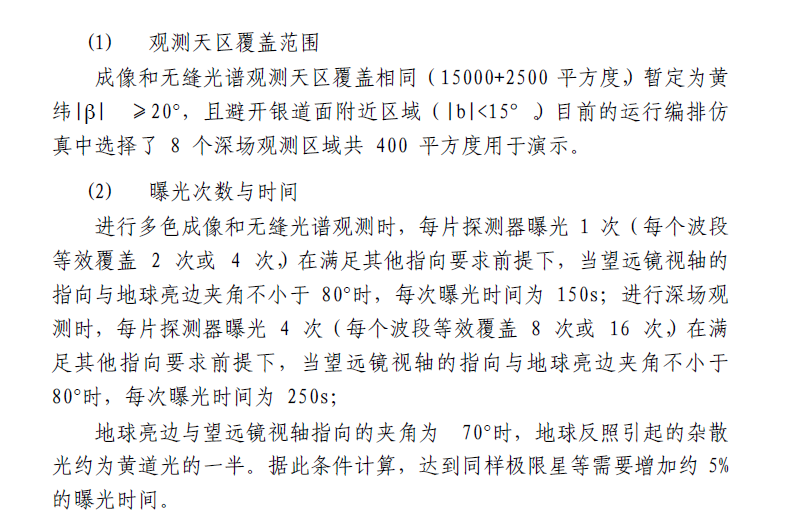 (1) 观测天区覆盖范围
成像和无缝光谱观测天区覆盖相同（15000+2500 平方度，）暂定为黄
纬|β| ≥20°，且避开银道面附近区域（|b|<15° 。）目前的运行编排仿
真中选择了 8 个深场观测区域共 400 平方度用于演示。
(2) 曝光次数与时间
进行多色成像和无缝光谱观测时，每片探测器曝光 1 次（每个波段
等效覆盖 2 次或 4 次，）在满足其他指向要求前提下，当望远镜视轴的
指向与地球亮边夹角不小于 80°时，每次曝光时间为 150s；进行深场观
测时，每片探测器曝光 4 次（每个波段等效覆盖 8 次或 16 次，）在满
足其他指向要求前提下，当望远镜视轴的指向与地球亮边夹角不小于
80°时，每次曝光时间为 250s；
地球亮边与望远镜视轴指向的夹角为 70°时，地球反照引起的杂散
光约为黄道光的一半。据此条件计算，达到同样极限星等需要增加约 5%
的曝光时间。